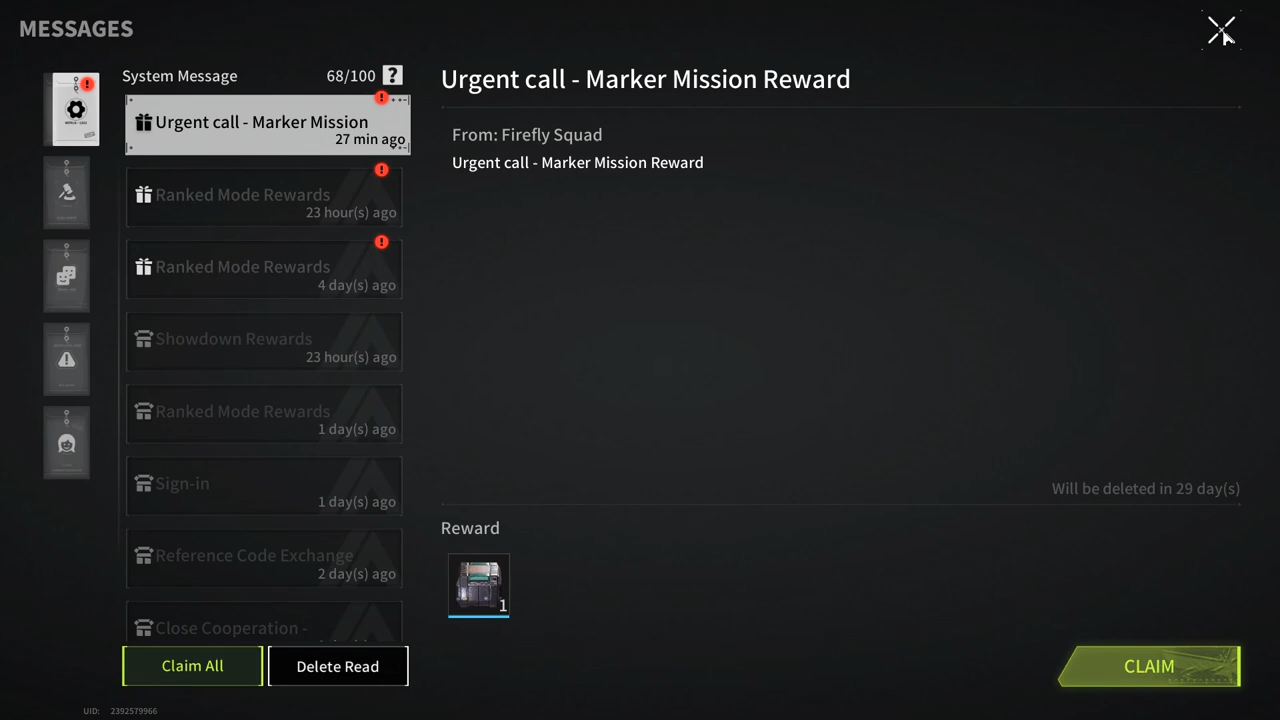 MESSAGES
System Message 68/100 ?
Urgent call - Marker Mission
27 min ago
Ranked Mode Rewards
23 hour(s) ago
Ranked Mode Rewards
4 day(s) ago
Showdown Rewards
23 hour(s) ago
Ranked Mode Rewards
1 day(s) ago
Sign-in
1 day(s) ago
Reference Code Exchange
2 day(s) ago
Close Cooperation -
Claim All
Delete Read
UID: 2392579966
Urgent call - Marker Mission Reward
From: Firefly Squad
Urgent call - Marker Mission Reward
Will be deleted in 29 day(s)
Reward
1
CLAIM